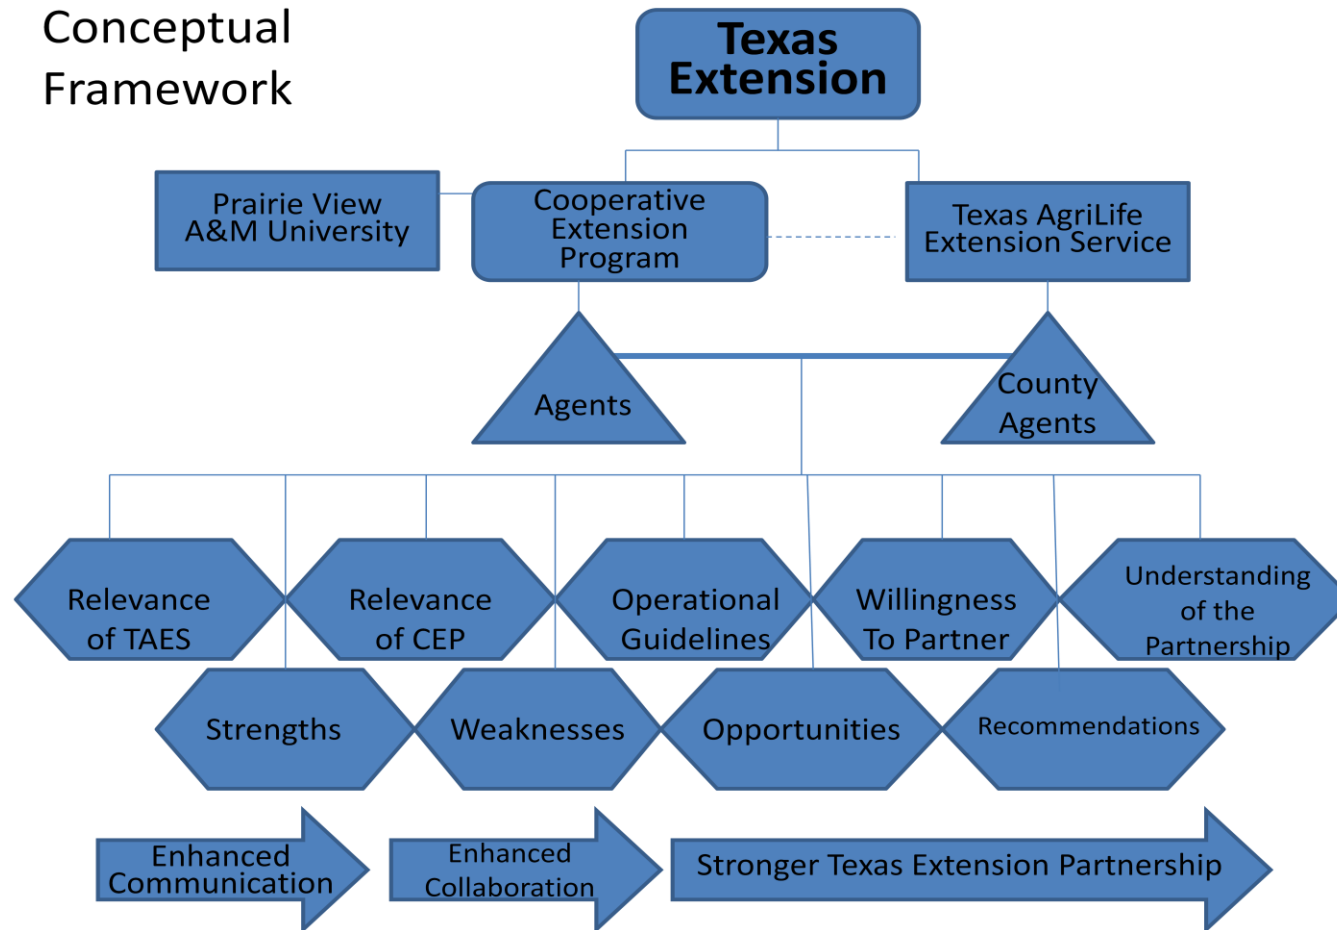 Conceptual
Framework
Texas
Extension
Prairie View
A&M University
Cooperative
Extension
Program
Texas AgriLife
Extension Service
Agents
County
Agents
Relevance
of TAES
Relevance
of CEP
Operational
Guidelines
Willingness
To Partner
Understanding
of the
Partnership
Strengths
Weaknesses
Opportunities
Recommendations
Enhanced
Communication
Enhanced
Collaboration
Stronger Texas Extension Partnership